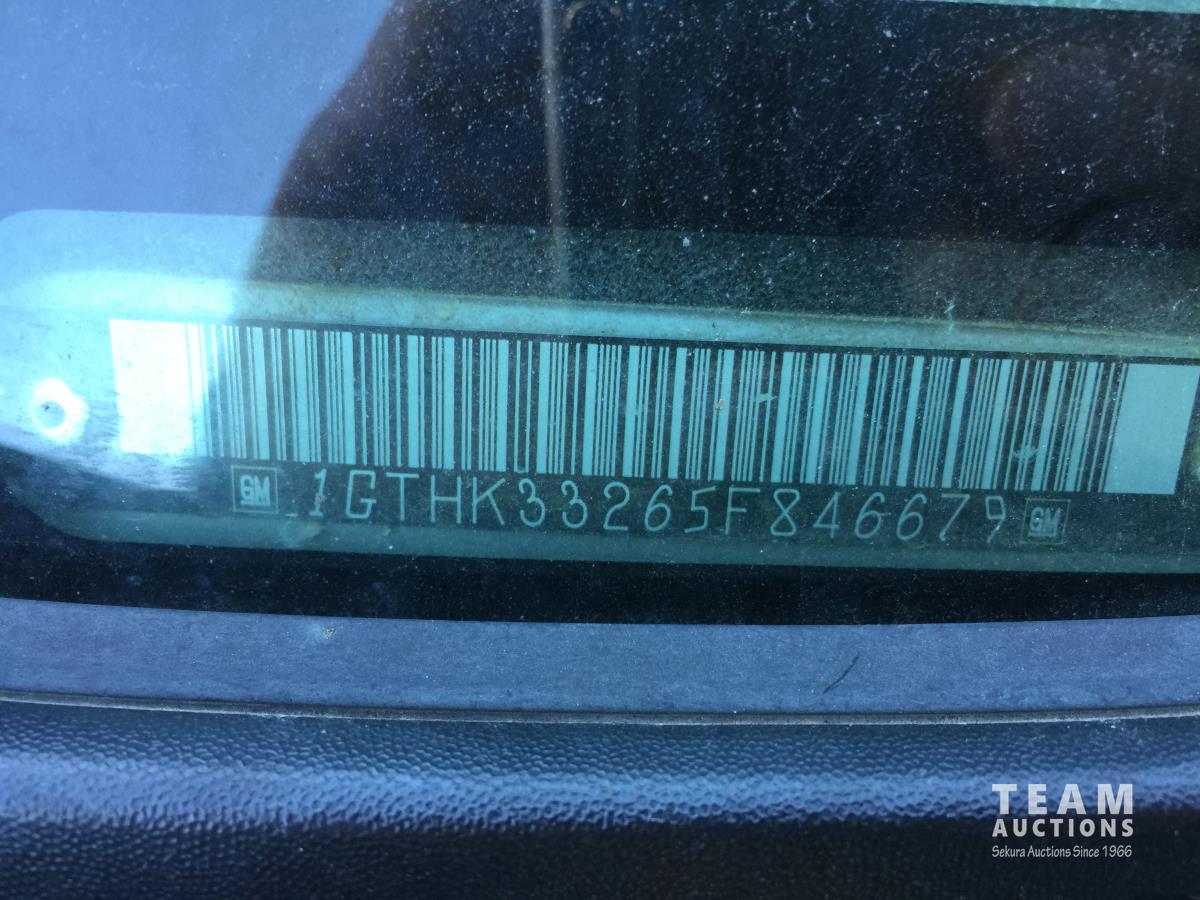 GM 1GTHK33265F846679 GM
TEAM
AUCTIONS
Sekura Auctions Since 1966